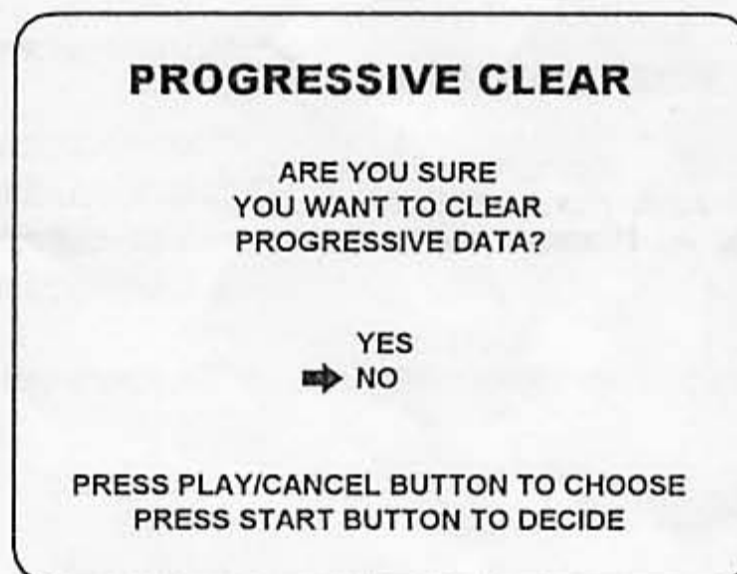 PROGRESSIVE CLEAR
ARE YOU SURE
YOU WANT TO CLEAR
PROGRESSIVE DATA?
YES
NO
PRESS PLAY/CANCEL BUTTON TO CHOOSE
PRESS START BUTTON TO DECIDE